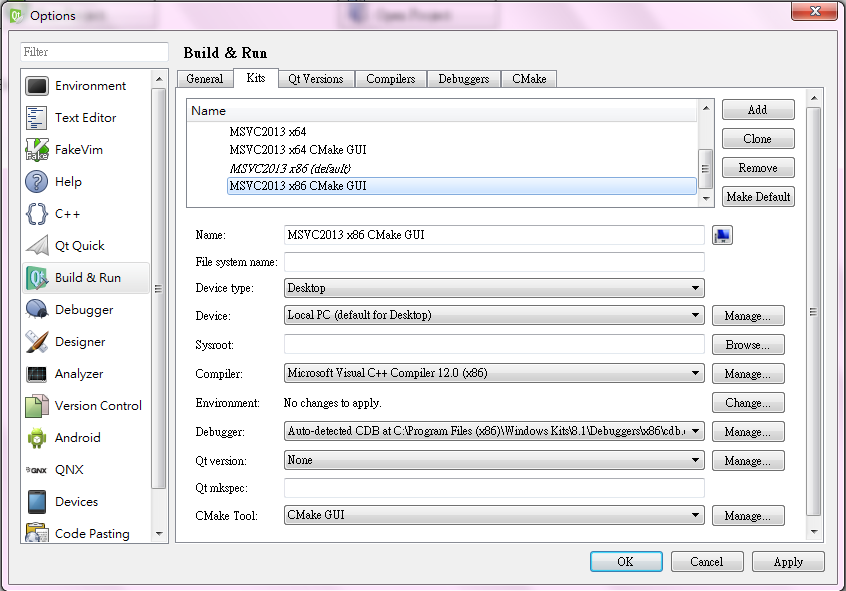 Options
Open Project
Filter
Build & Run
Environment
Text Editor
FakeVim
Help
C++
Qt Quick
Build & Run
Debugger
Designer
Analyzer
Version Control
Android
QNX
Devices
Code Pasting
General Kits Qt Versions Compilers Debuggers CMake
Name
MSVC2013 x64
MSVC2013 x64 CMake GUI
MSVC2013 x86 (default)
MSVC2013 x86 CMake GUI
Add
Clone
Remove
Make Default
Name: MSVC2013 x86 CMake GUI
File system name:
Device type: Desktop
Device: Local PC (default for Desktop) Manage...
Sysroot: Browse...
Compiler: Microsoft Visual C++ Compiler 12.0 (x86) Manage...
Environment: No changes to apply. Change...
Debugger: Auto-detected CDB at C:\Program Files (x86)\Windows Kits\8.1\Debuggers\x86\cdb. Manage...
Qt version: None Manage...
Qt mkspec:
CMake Tool: CMake GUI Manage...
OK Cancel Apply